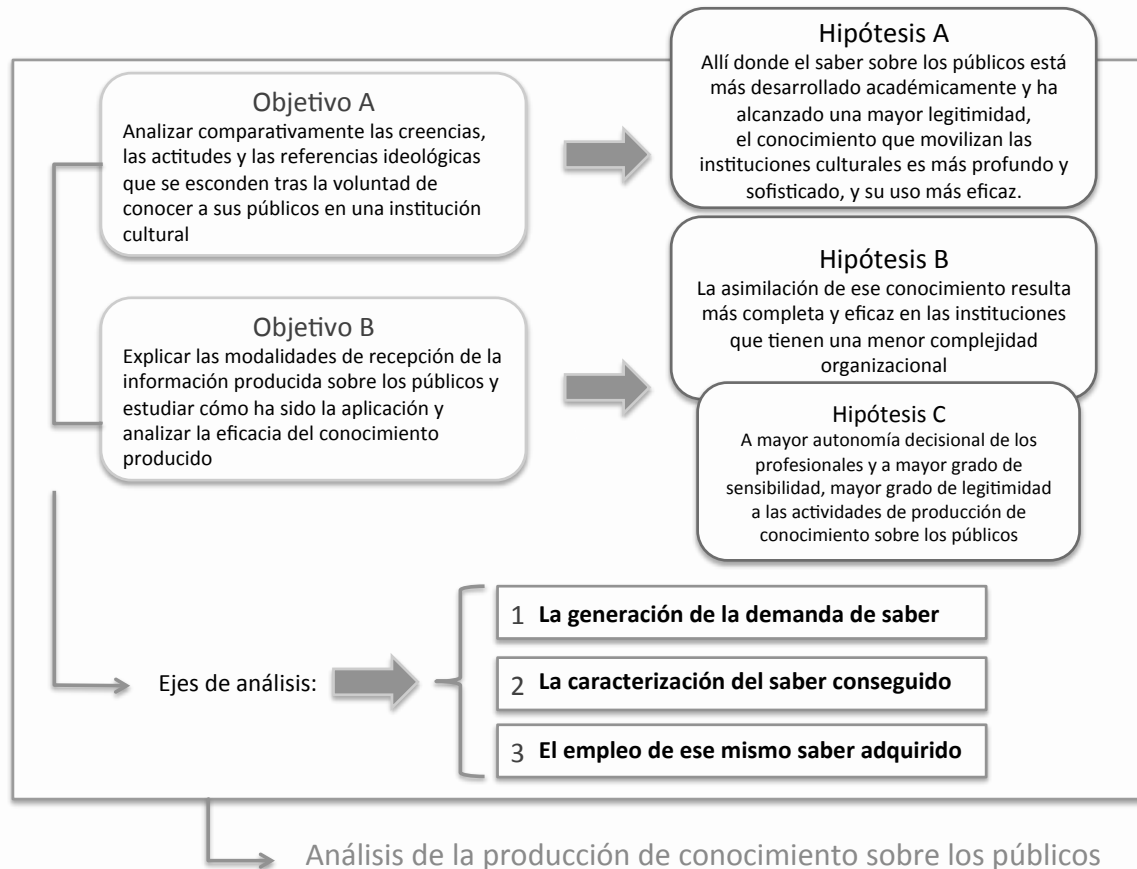 Objetivo A
Analizar comparativamente las creencias,
las actitudes y las referencias ideológicas
que se esconden tras la voluntad de
conocer a sus públicos en una institución
cultural
Hipótesis A
Allí donde el saber sobre los públicos está
más desarrollado académicamente y ha
alcanzado una mayor legitimidad,
el conocimiento que movilizan las
instituciones culturales es más profundo y
sofisticado, y su uso más eficaz.
Objetivo B
Explicar las modalidades de recepción de la
información producida sobre los públicos y
estudiar cómo ha sido la aplicación y
analizar la eficacia del conocimiento
producido
Hipótesis B
La asimilación de ese conocimiento resulta
más completa y eficaz en las instituciones
que tienen una menor complejidad
organizacional
Hipótesis C
A mayor autonomía decisional de los
profesionales y a mayor grado de
sensibilidad, mayor grado de legitimidad
a las actividades de producción de
conocimiento sobre los públicos
Ejes de análisis:
1 La generación de la demanda de saber
2 La caracterización del saber conseguido
3 El empleo de ese mismo saber adquirido
Análisis de la producción de conocimiento sobre los públicos